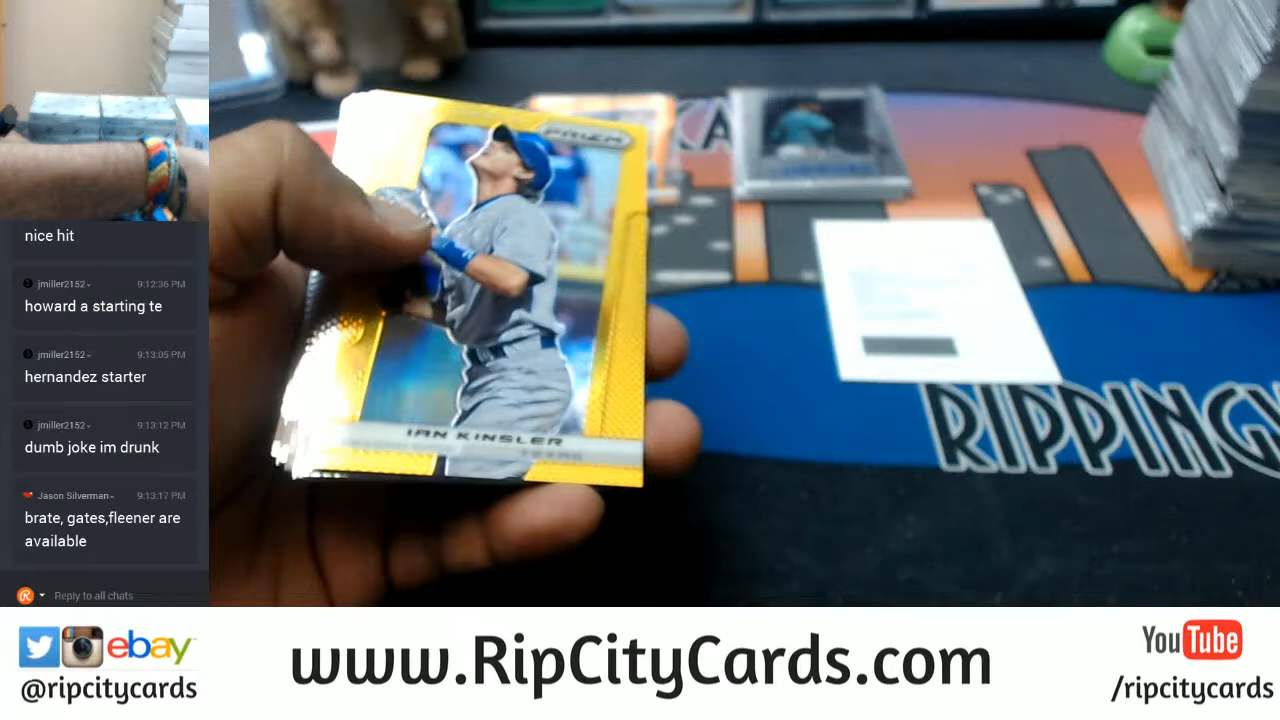 nice hit
jmiller2152
9:12:36 PM
howard a starting te
jmiller2152
9:13:05 PM
hernandez starter
jmiller2152
9:13:12 PM
dumb joke im drunk
Jason Silverman
9:13:17 PM
brate, gates,fleener are
available
Reply to all chats
PRIZM
IAN KINSLER
TEXAS
RIPPING
ebay
@ripcitycards
www.RipCityCards.com
YouTube
/ripcitycards